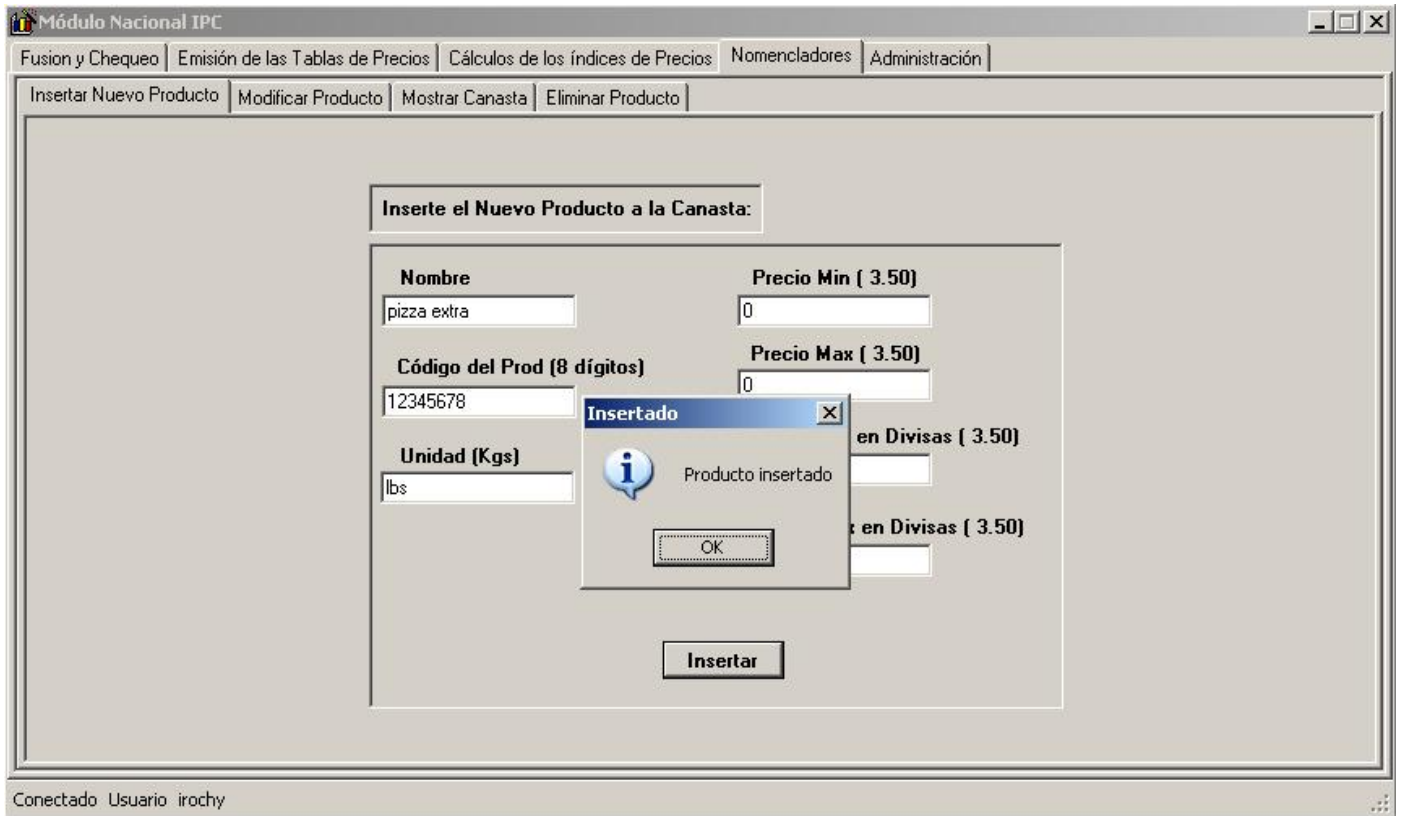 Módulo Nacional IPC
Fusion y Chequeo Emisión de las Tablas de Precios Cálculos de los índices de Precios Nomencladores Administración
Insertar Nuevo Producto Modificar Producto Mostrar Canasta Eliminar Producto
Inserte el Nuevo Producto a la Canasta:
Nombre
pizza extra
Código del Prod (8 dígitos)
12345678
Unidad (Kgs)
lbs
Precio Min ( 3.50)
0
Precio Max ( 3.50)
0
en Divisas ( 3.50)
en Divisas ( 3.50)
Insertado
Producto insertado
OK
Insertar
Conectado Usuario irochy